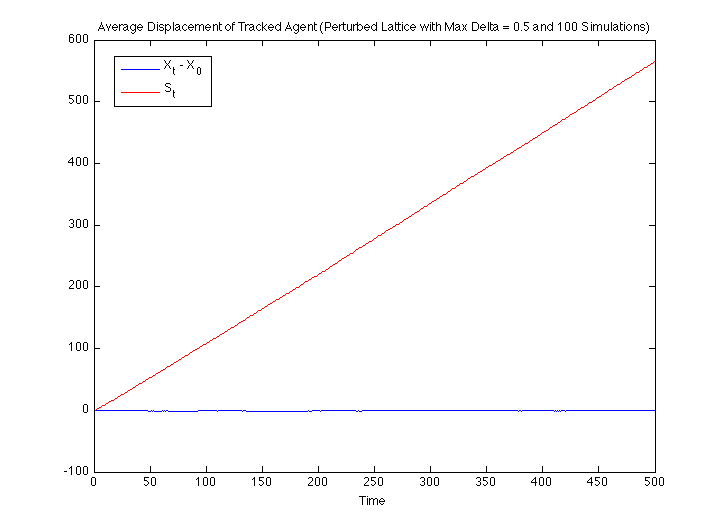 Average Displacement of Tracked Agent (Perturbed Lattice with Max Delta = 0.5 and 100 Simulations)
600
500
400
300
200
100
0
-100
X_t - X_0
S_t
0 50 100 150 200 250 300 350 400 450 500
Time